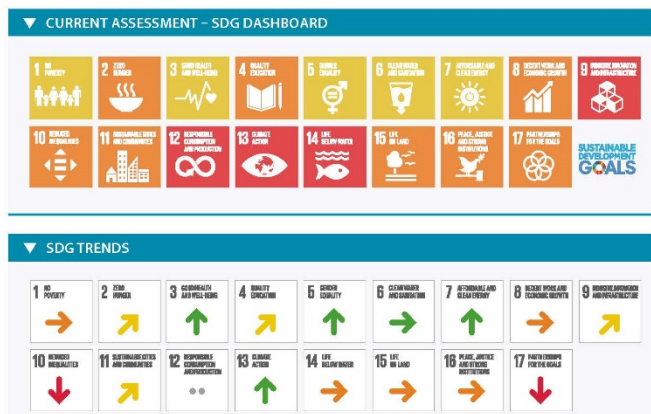 CURRENT ASSESSMENT – SDG DASHBOARD
1 NO
POVERTY
2 ZERO
HUNGER
3 GOOD HEALTH
AND WELL-BEING
4 QUALITY
EDUCATION
5 GENDER
EQUALITY
6 CLEAN WATER
AND SANITATION
7 AFFORDABLE AND
CLEAN ENERGY
8 DECENT WORK AND
ECONOMIC GROWTH
9 INDUSTRY, INNOVATION
AND INFRASTRUCTURE
10 REDUCED
INEQUALITIES
11 SUSTAINABLE CITIES
AND COMMUNITIES
12 RESPONSIBLE
CONSUMPTION
AND PRODUCTION
13 CLIMATE
ACTION
14 LIFE
BELOW WATER
15 LIFE
ON LAND
16 PEACE, JUSTICE
AND STRONG
INSTITUTIONS
17 PARTNERSHIPS
FOR THE GOALS
SUSTAINABLE
DEVELOPMENT
GOALS
SDG TRENDS
1 NO
POVERTY
2 ZERO
HUNGER
3 GOOD HEALTH
AND WELL-BEING
4 QUALITY
EDUCATION
5 GENDER
EQUALITY
6 CLEAN WATER
AND SANITATION
7 AFFORDABLE AND
CLEAN ENERGY
8 DECENT WORK AND
ECONOMIC GROWTH
9 INDUSTRY, INNOVATION
AND INFRASTRUCTURE
10 REDUCED
INEQUALITIES
11 SUSTAINABLE CITIES
AND COMMUNITIES
12 RESPONSIBLE
CONSUMPTION
AND PRODUCTION
13 CLIMATE
ACTION
14 LIFE
BELOW WATER
15 LIFE
ON LAND
16 PEACE, JUSTICE
AND STRONG
INSTITUTIONS
17 PARTNERSHIPS
FOR THE GOALS